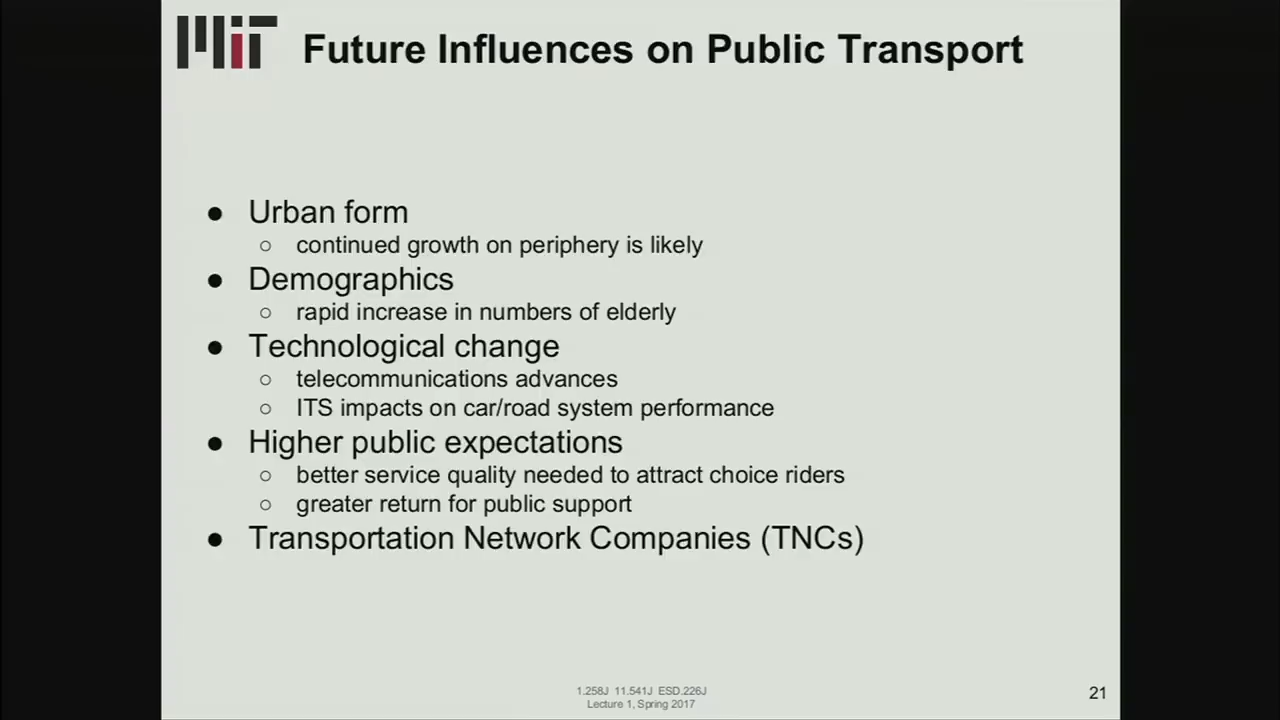 MIT
Future Influences on Public Transport
● Urban form
○ continued growth on periphery is likely
● Demographics
○ rapid increase in numbers of elderly
● Technological change
○ telecommunications advances
○ ITS impacts on car/road system performance
● Higher public expectations
○ better service quality needed to attract choice riders
○ greater return for public support
● Transportation Network Companies (TNCs)
1.258J 11.541J ESD.226J
Lecture 1, Spring 2017
21